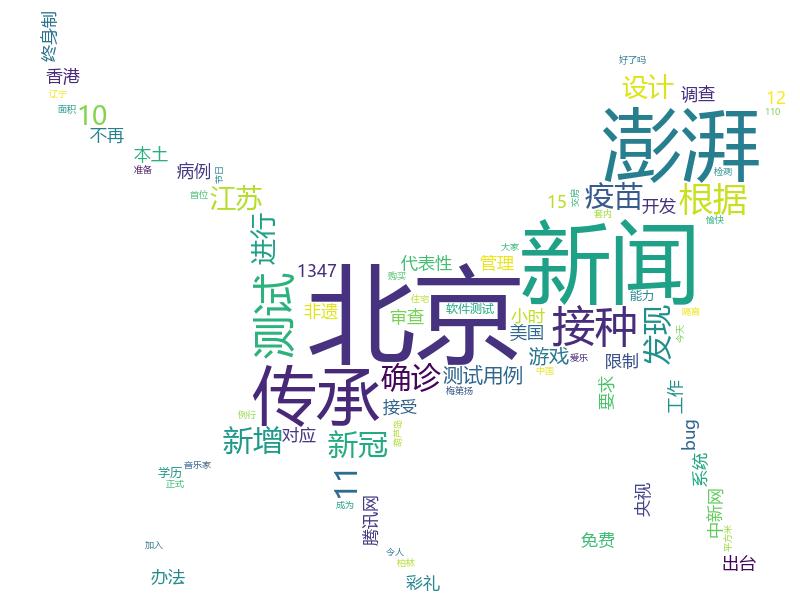 终身制
香港
辽宁
面积
10
不再
本土
准备
病例
节日
首位
江苏
进行
测试
1347
非遗
北京
购买
代表性
住宅
审查
软件测试
管理
大家
小时
美国
新闻
澎湃
好了吗
设计
调查
12
110
检测
疫苗
开发
根据
愉快
15
套内
能力
接种
发现
隔离
今天
游戏
爱乐
中国
限制
要求
工作
传承
确诊
测试用例
梅第扬
接受
例行
新增
对应
新冠
学历
正式
音乐家
11
成为
腾讯网
加入
办法
令人
柏林
彩礼
bug
系统
央视
中新网
平方米
免费
出台